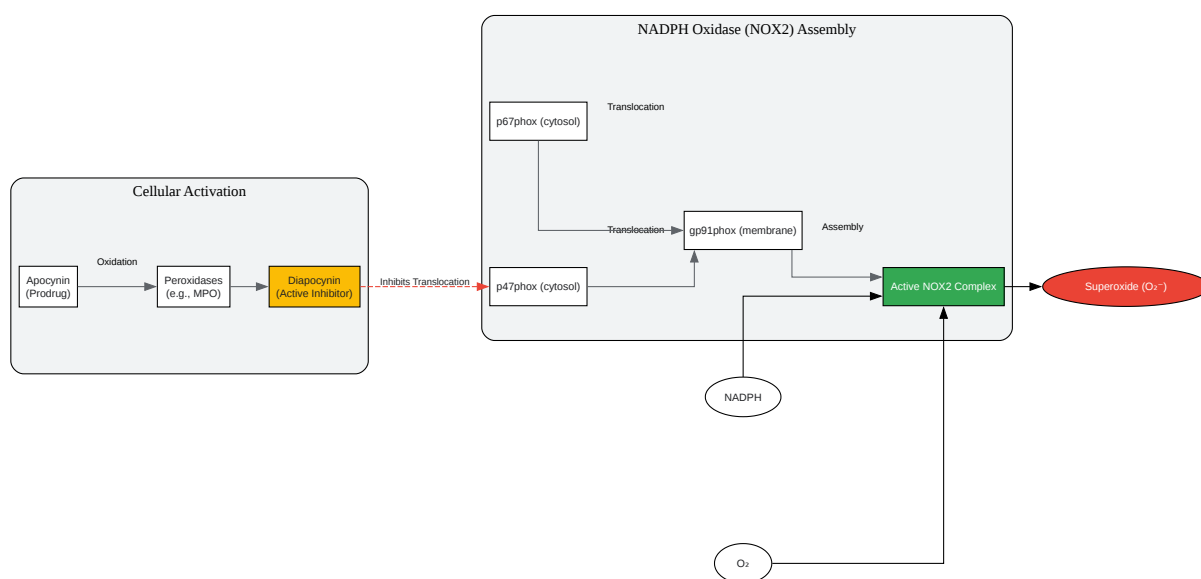 NADPH Oxidase (NOX2) Assembly
p67phox (cytosol)
Translocation
Cellular Activation
Apocynin
(Prodrug)
Oxidation
Peroxidases
(e.g., MPO)
Diapocynin
(Active Inhibitor)
Inhibits Translocation
p47phox (cytosol)
Translocation
gp91phox (membrane)
Assembly
Active NOX2 Complex
Superoxide (O₂⁻)
NADPH
O₂